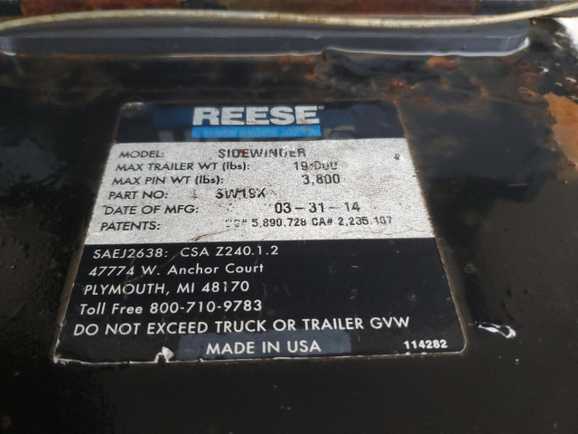 REESE
MODEL: SIDEWINDER
MAX TRAILER WT (lbs): 19,000
MAX PIN WT (lbs): 3,800
PART NO:
DATE OF MFG: 03-31-14
PATENTS: 5,890,728 CA# 2,235,107
SAEJ2638: CSA Z240.1.2
47774 W. Anchor Court
PLYMOUTH, MI 48170
Toll Free 800-710-9783
DO NOT EXCEED TRUCK OR TRAILER GVW
MADE IN USA
114282